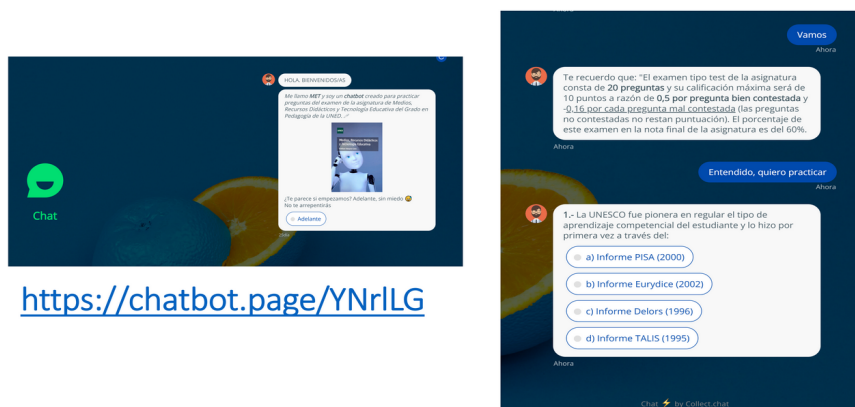 HOLA, BIENVENIDOS/AS.
Me llamo MET y soy un chatbot creado para practicar
preguntas del examen de la asignatura de Medios,
Recursos Didácticos y Tecnología Educativa del Grado en
Pedagogía de la UNED.
¿Te parece si empezamos? Adelante, sin miedo
No te arrepentirás
Adelante
Chat
https://chatbot.page/YNrlLG
Vamos
Ahora
Te recuerdo que: "El examen tipo test de la asignatura
consta de 20 preguntas y su calificación máxima será de
10 puntos a razón de 0,5 por pregunta bien contestada y
-0,16 por cada pregunta mal contestada (las preguntas
no contestadas no restan puntuación). El porcentaje de
este examen en la nota final de la asignatura es del 60%.
Ahora
Entendido, quiero practicar
Ahora
1.- La UNESCO fue pionera en regular el tipo de
aprendizaje competencial del estudiante y lo hizo por
primera vez a través del:
a) Informe PISA (2000)
b) Informe Eurydice (2002)
c) Informe Delors (1996)
d) Informe TALIS (1995)
Ahora
Chat ⚡ by Collect.chat